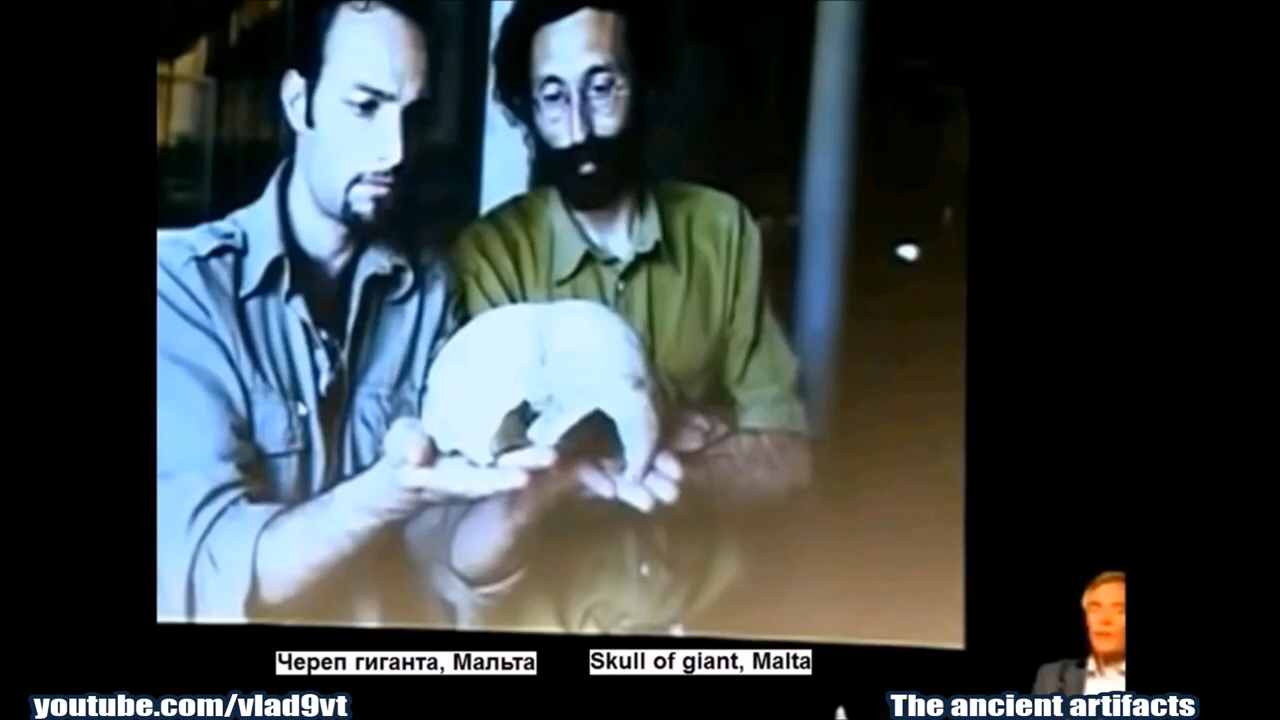 Череп гиганта, Мальта
Skull of giant, Malta
youtube.com/vlad9vt
The ancient artifacts